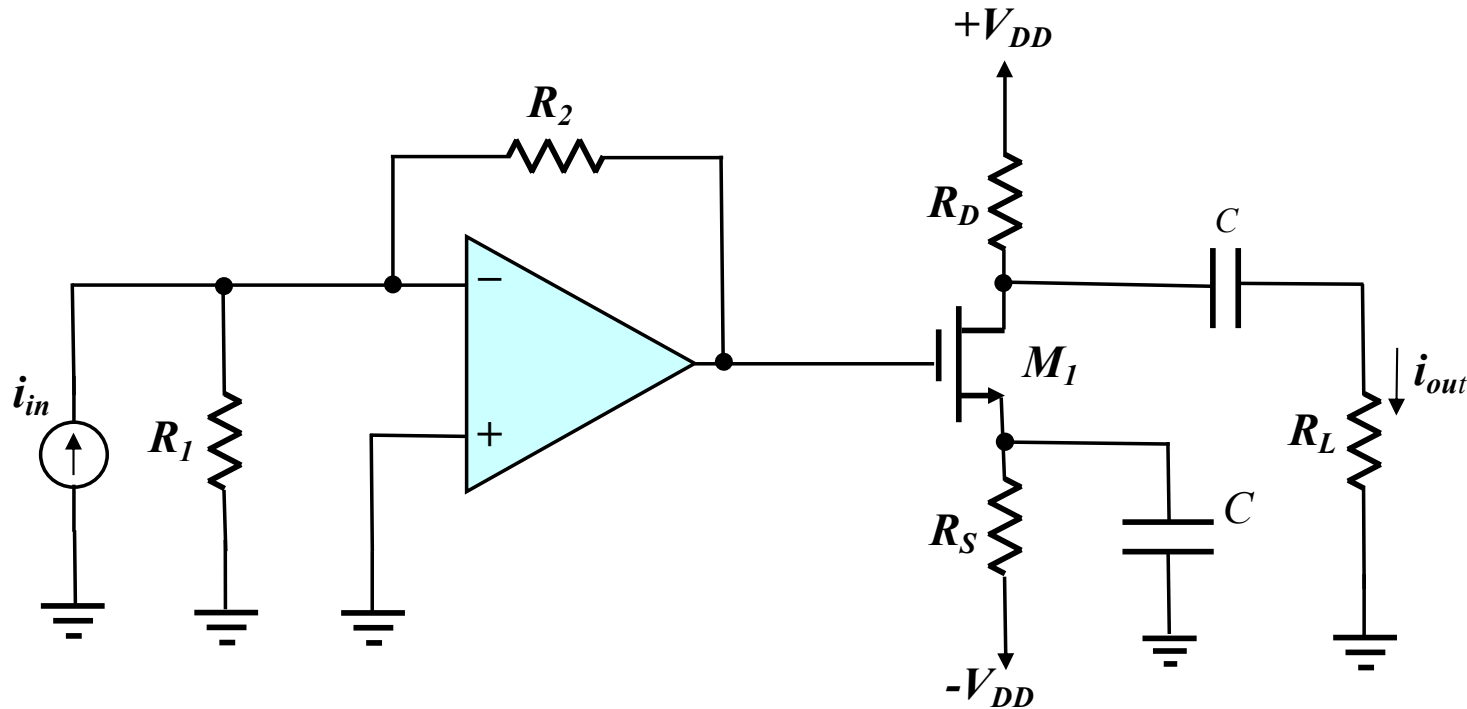 +V_DD
R_2
R_D
C
−
M_1
i_in
i_out
R_1
+
R_L
R_S
C
-V_DD